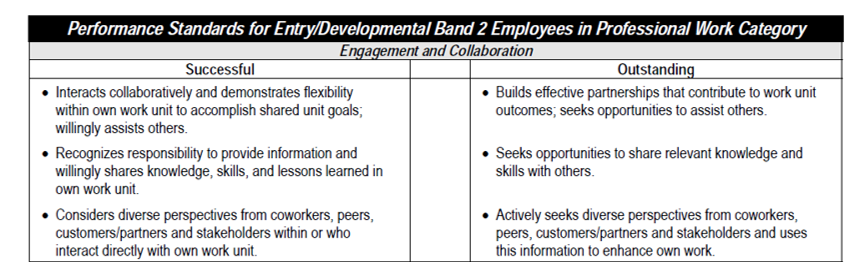 Performance Standards for Entry/Developmental Band 2 Employees in Professional Work Category
Engagement and Collaboration
Successful
Outstanding
• Interacts collaboratively and demonstrates flexibility
within own work unit to accomplish shared unit goals;
willingly assists others.
• Builds effective partnerships that contribute to work unit
outcomes; seeks opportunities to assist others.
• Recognizes responsibility to provide information and
willingly shares knowledge, skills, and lessons learned in
own work unit.
• Seeks opportunities to share relevant knowledge and
skills with others.
• Considers diverse perspectives from coworkers, peers,
customers/partners and stakeholders within or who
interact directly with own work unit.
• Actively seeks diverse perspectives from coworkers,
peers, customers/partners and stakeholders and uses
this information to enhance own work.